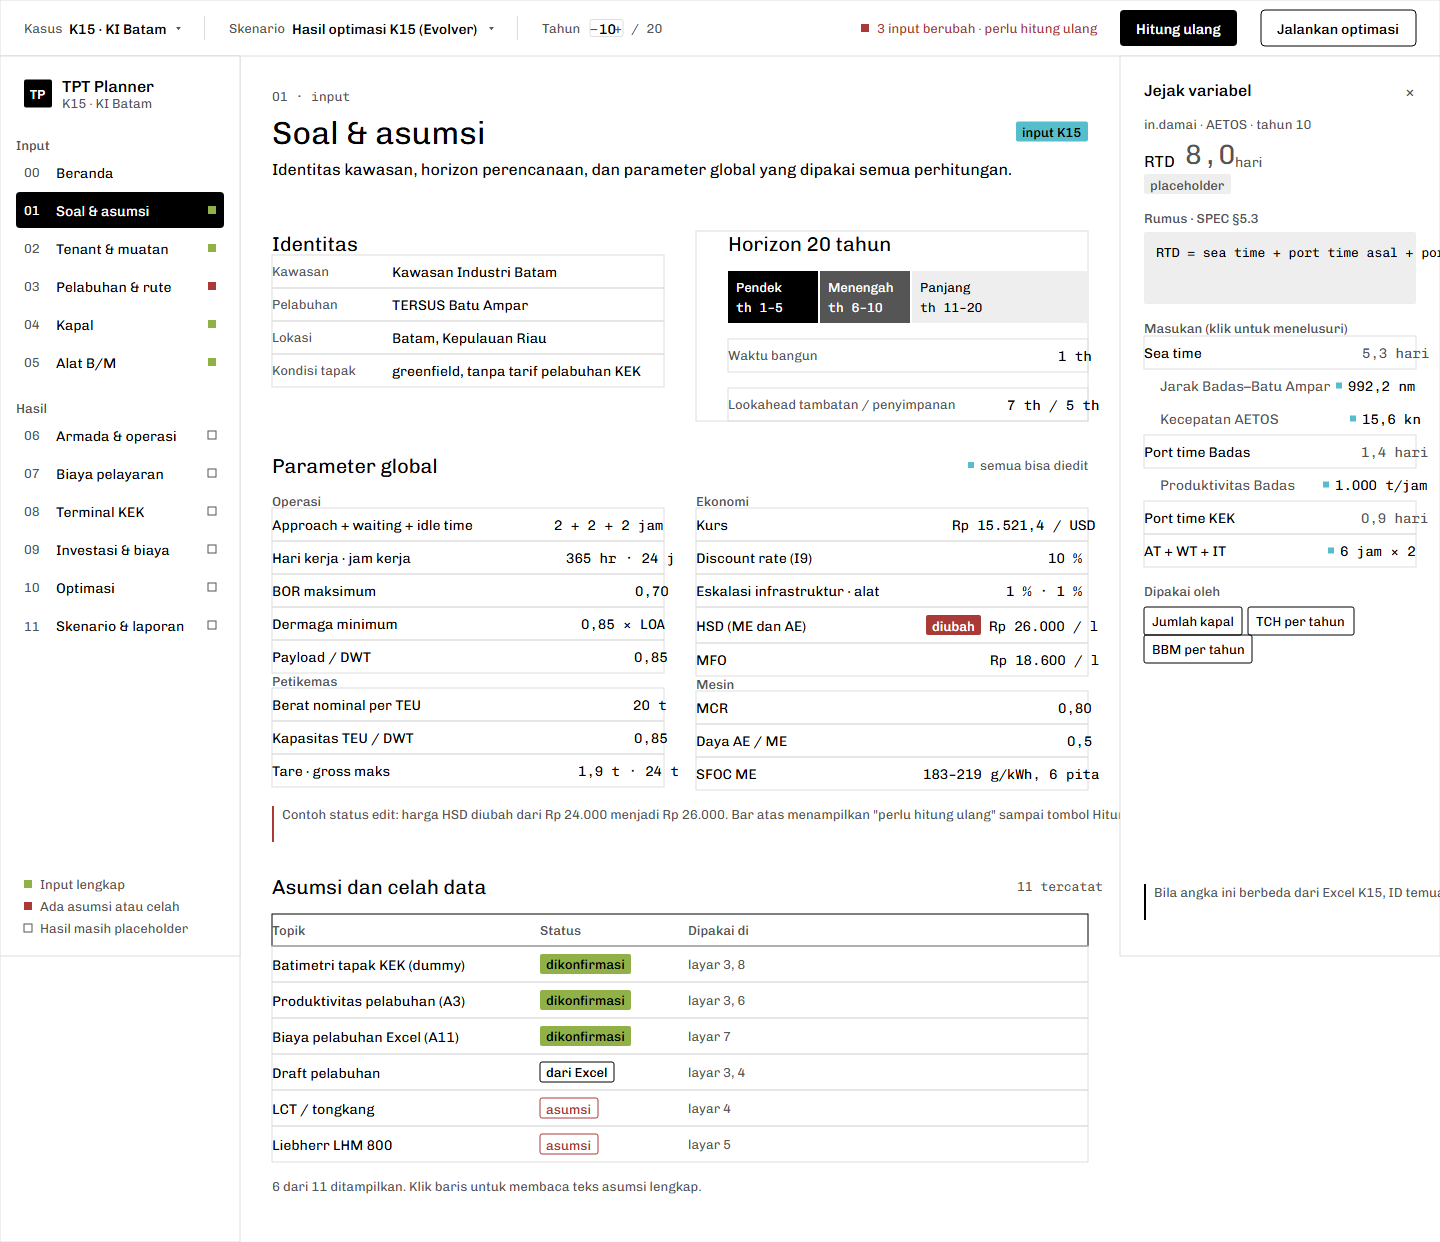 Kasus K15 · KI Batam
Skenario Hasil optimasi K15 (Evolver)
Tahun −10+ / 20
3 input berubah · perlu hitung ulang
Hitung ulang
Jalankan optimasi
TP
TPT Planner
K15 · KI Batam
Input
00 Beranda
01 Soal & asumsi
02 Tenant & muatan
03 Pelabuhan & rute
04 Kapal
05 Alat B/M
Hasil
06 Armada & operasi
07 Biaya pelayaran
08 Terminal KEK
09 Investasi & biaya
10 Optimasi
11 Skenario & laporan
Input lengkap
Ada asumsi atau celah
Hasil masih placeholder
01 · input
Soal & asumsi
input K15
Identitas kawasan, horizon perencanaan, dan parameter global yang dipakai semua perhitungan.
Identitas
Kawasan Kawasan Industri Batam
Pelabuhan TERSUS Batu Ampar
Lokasi Batam, Kepulauan Riau
Kondisi tapak greenfield, tanpa tarif pelabuhan KEK
Horizon 20 tahun
Pendek
th 1–5
Menengah
th 6–10
Panjang
th 11–20
Waktu bangun 1 th
Lookahead tambatan / penyimpanan 7 th / 5 th
Parameter global
semua bisa diedit
Operasi
Approach + waiting + idle time 2 + 2 + 2 jam
Hari kerja · jam kerja 365 hr · 24 j
BOR maksimum 0,70
Dermaga minimum 0,85 × LOA
Payload / DWT 0,85
Petikemas
Berat nominal per TEU 20 t
Kapasitas TEU / DWT 0,85
Tare · gross maks 1,9 t · 24 t
Ekonomi
Kurs Rp 15.521,4 / USD
Discount rate (I9) 10 %
Eskalasi infrastruktur · alat 1 % · 1 %
HSD (ME dan AE) diubah Rp 26.000 / l
MFO Rp 18.600 / l
Mesin
MCR 0,80
Daya AE / ME 0,5
SFOC ME 183–219 g/kWh, 6 pita
Contoh status edit: harga HSD diubah dari Rp 24.000 menjadi Rp 26.000. Bar atas menampilkan "perlu hitung ulang" sampai tombol Hitu
Asumsi dan celah data
11 tercatat
Topik Status Dipakai di
Batimetri tapak KEK (dummy) dikonfirmasi layar 3, 8
Produktivitas pelabuhan (A3) dikonfirmasi layar 3, 6
Biaya pelabuhan Excel (A11) dikonfirmasi layar 7
Draft pelabuhan dari Excel layar 3, 4
LCT / tongkang asumsi layar 4
Liebherr LHM 800 asumsi layar 5
6 dari 11 ditampilkan. Klik baris untuk membaca teks asumsi lengkap.
Jejak variabel ×
in.damai · AETOS · tahun 10
RTD 8,0hari
placeholder
Rumus · SPEC §5.3
RTD = sea time + port time asal + por
Masukan (klik untuk menelusuri)
Sea time 5,3 hari
Jarak Badas–Batu Ampar 992,2 nm
Kecepatan AETOS 15,6 kn
Port time Badas 1,4 hari
Produktivitas Badas 1.000 t/jam
Port time KEK 0,9 hari
AT + WT + IT 6 jam × 2
Dipakai oleh
Jumlah kapal
TCH per tahun
BBM per tahun
Bila angka ini berbeda dari Excel K15, ID temua